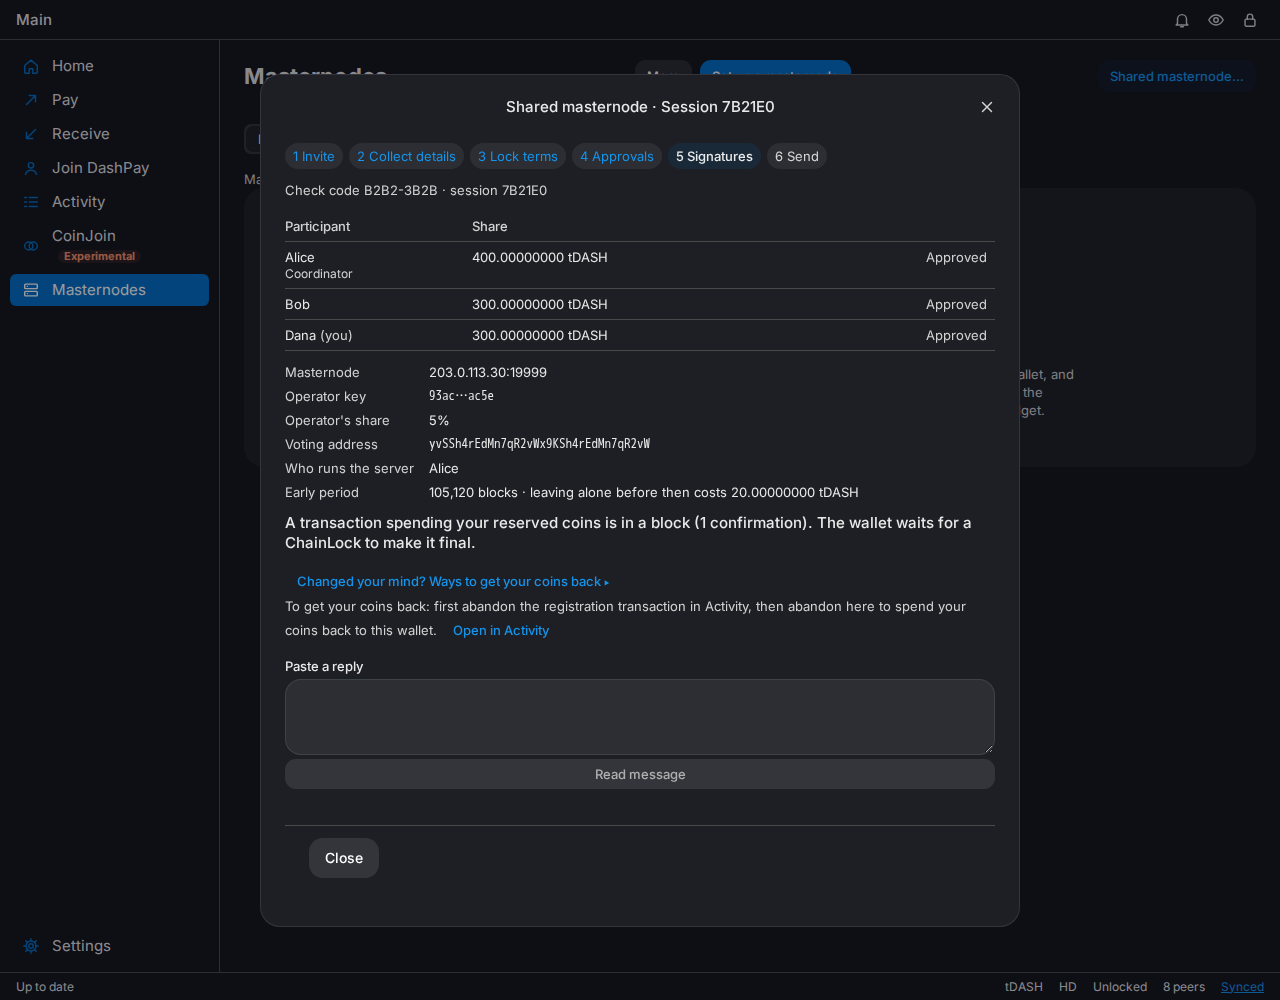 Main
Home
Pay
Receive
Join DashPay
Activity
CoinJoin
Experimental
Masternodes
Settings
Masternodes
Shared masternode...
Shared masternode · Session 7B21E0
1 Invite
2 Collect details
3 Lock terms
4 Approvals
5 Signatures
6 Send
Check code B2B2-3B2B · session 7B21E0
Participant Share
Alice 400.00000000 tDASH Approved
Coordinator
Bob 300.00000000 tDASH Approved
Dana (you) 300.00000000 tDASH Approved
Masternode 203.0.113.30:19999
Operator key 93ac…ac5e
Operator's share 5%
Voting address yvSSh4rEdMn7qR2vWx9KSh4rEdMn7qR2vW
Who runs the server Alice
Early period 105,120 blocks · leaving alone before then costs 20.00000000 tDASH
A transaction spending your reserved coins is in a block (1 confirmation). The wallet waits for a
ChainLock to make it final.
Changed your mind? Ways to get your coins back ▸
To get your coins back: first abandon the registration transaction in Activity, then abandon here to spend your
coins back to this wallet. Open in Activity
Paste a reply
Read message
Close
allet, and
the
get.
Up to date
tDASH HD Unlocked 8 peers Synced